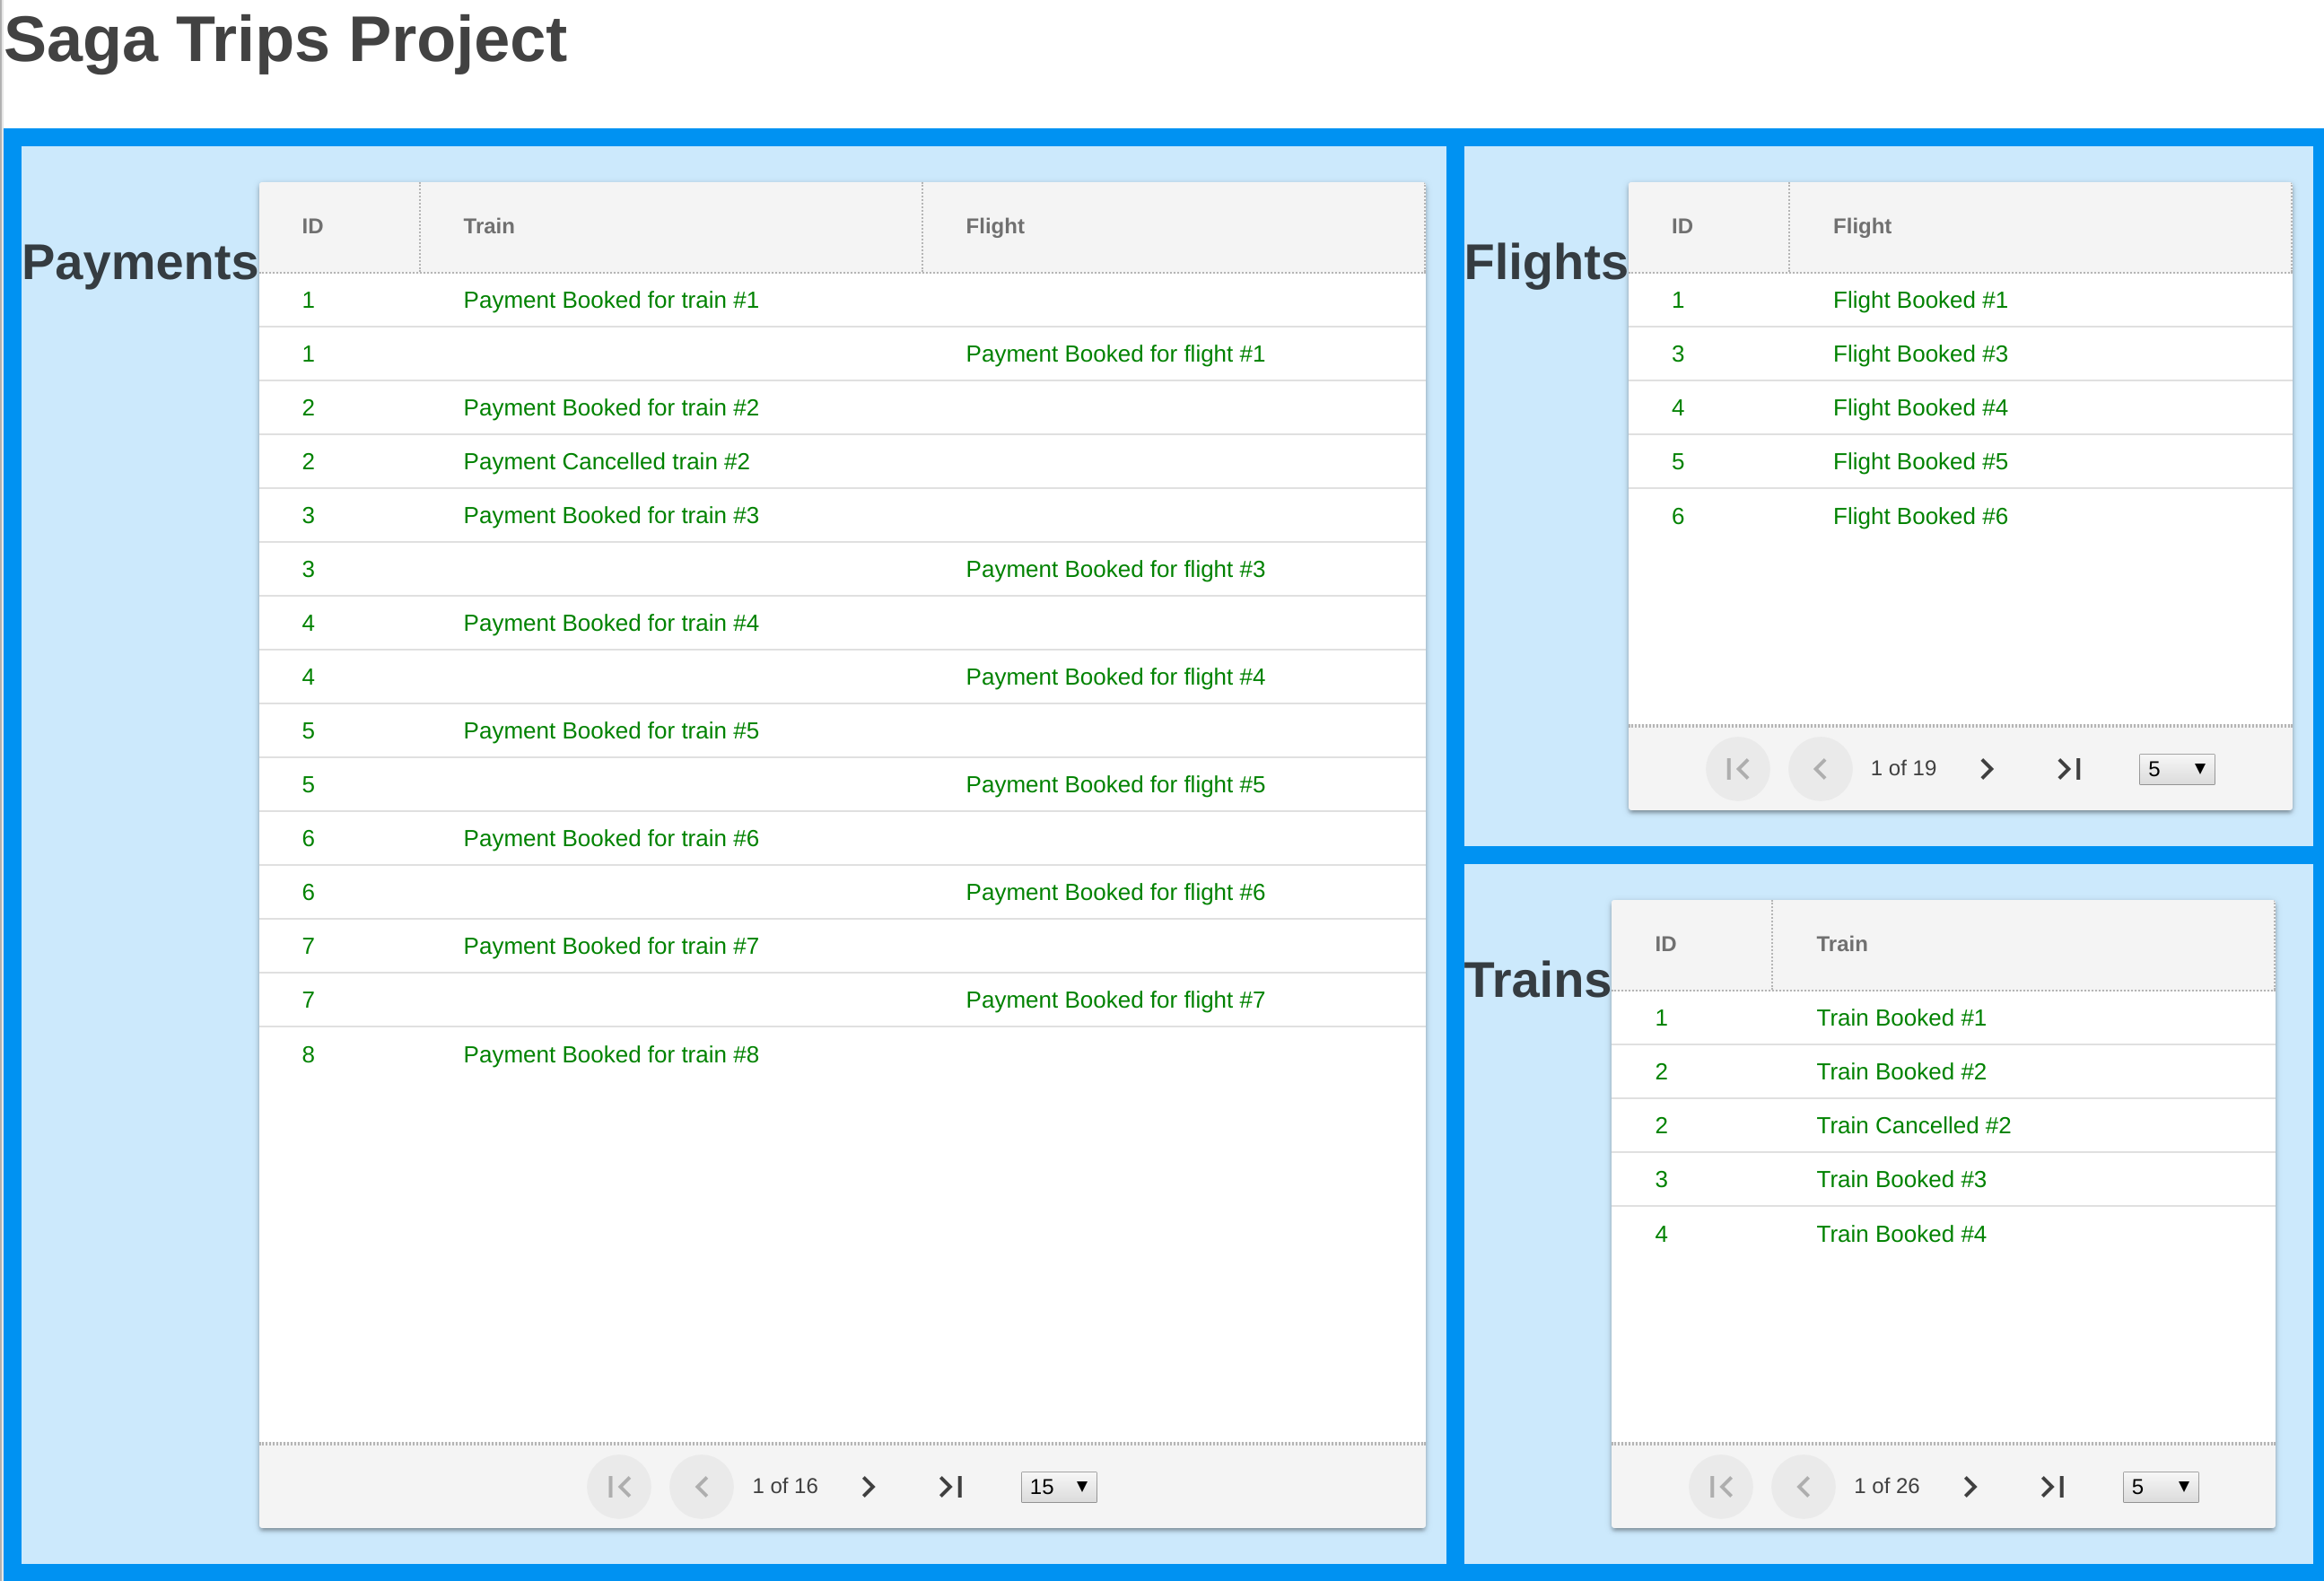 Saga Trips Project
Payments
ID Train Flight
1 Payment Booked for train #1
1 Payment Booked for flight #1
2 Payment Booked for train #2
2 Payment Cancelled train #2
3 Payment Booked for train #3
3 Payment Booked for flight #3
4 Payment Booked for train #4
4 Payment Booked for flight #4
5 Payment Booked for train #5
5 Payment Booked for flight #5
6 Payment Booked for train #6
6 Payment Booked for flight #6
7 Payment Booked for train #7
7 Payment Booked for flight #7
8 Payment Booked for train #8
1 of 16 15
Flights
ID Flight
1 Flight Booked #1
3 Flight Booked #3
4 Flight Booked #4
5 Flight Booked #5
6 Flight Booked #6
1 of 19 5
Trains
ID Train
1 Train Booked #1
2 Train Booked #2
2 Train Cancelled #2
3 Train Booked #3
4 Train Booked #4
1 of 26 5